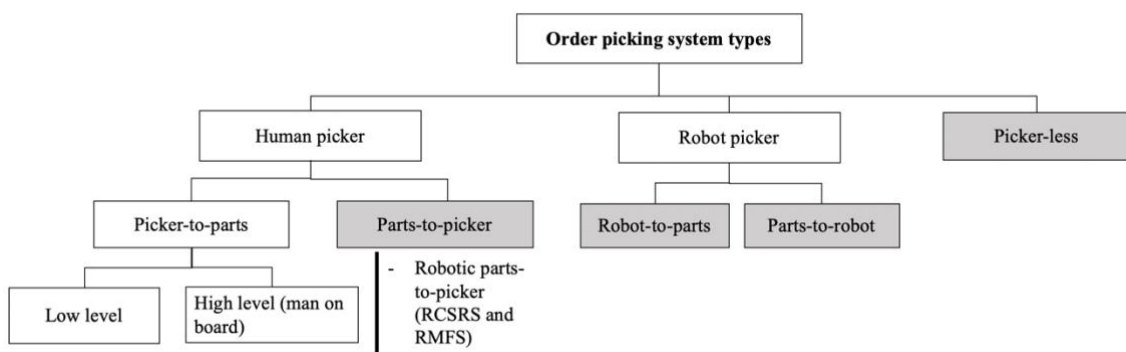 Order picking system types
Human picker
Robot picker
Picker-less
Picker-to-parts
Parts-to-picker
Robot-to-parts
Parts-to-robot
Low level
High level (man on
board)
- Robotic parts-
to-picker
(RCSRS and
RMFS)